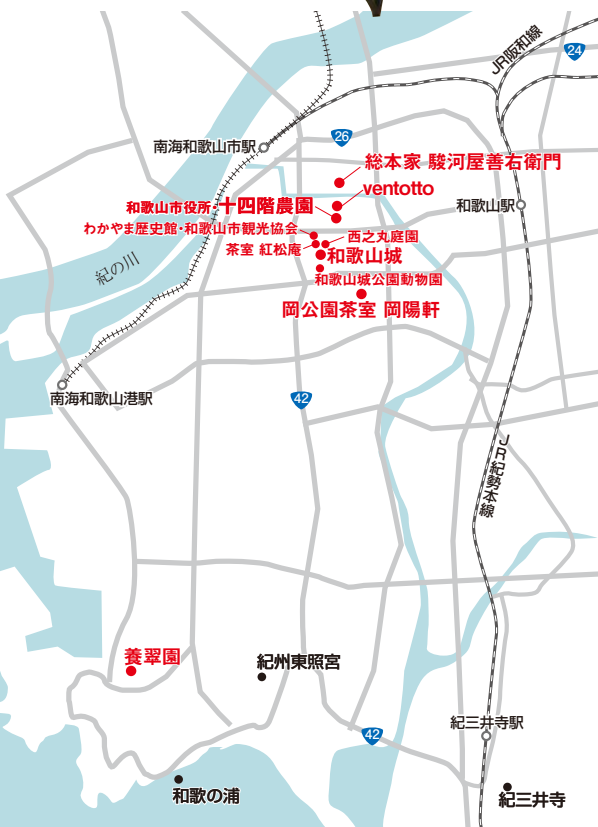 JR阪和線
24
26
南海和歌山市駅
総本家 駿河屋善右衛門
ventotto
和歌山市役所・十四階農園
和歌山駅
わかやま歴史館・和歌山市観光協会
西之丸庭園
茶室 紅松庵
和歌山城
紀の川
和歌山城公園動物園
岡公園茶室 岡陽軒
南海和歌山港駅
42
JR紀勢本線
養翠園
紀州東照宮
紀三井寺駅
42
和歌の浦
紀三井寺